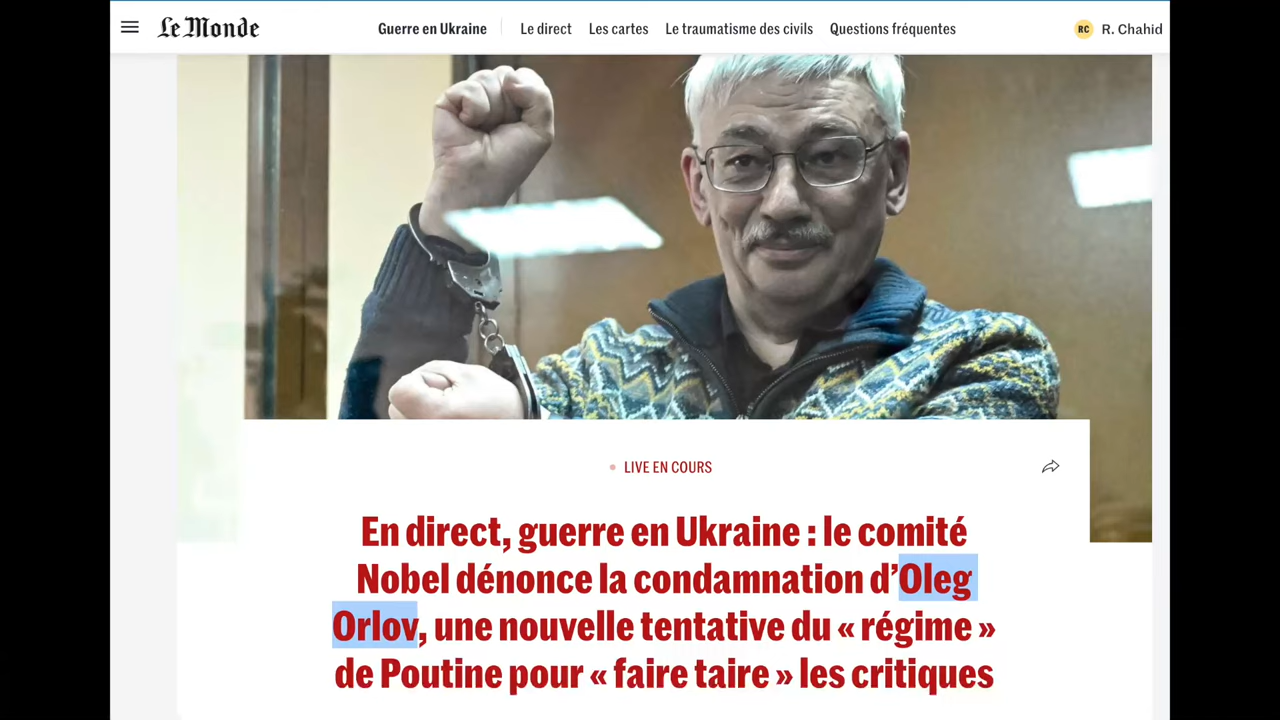 Le Monde
Guerre en Ukraine
Le direct
Les cartes
Le traumatisme des civils
Questions fréquentes
RC
R. Chahid
LIVE EN COURS
En direct, guerre en Ukraine : le comité
Nobel dénonce la condamnation d’Oleg
Orlov, une nouvelle tentative du « régime »
de Poutine pour « faire taire » les critiques